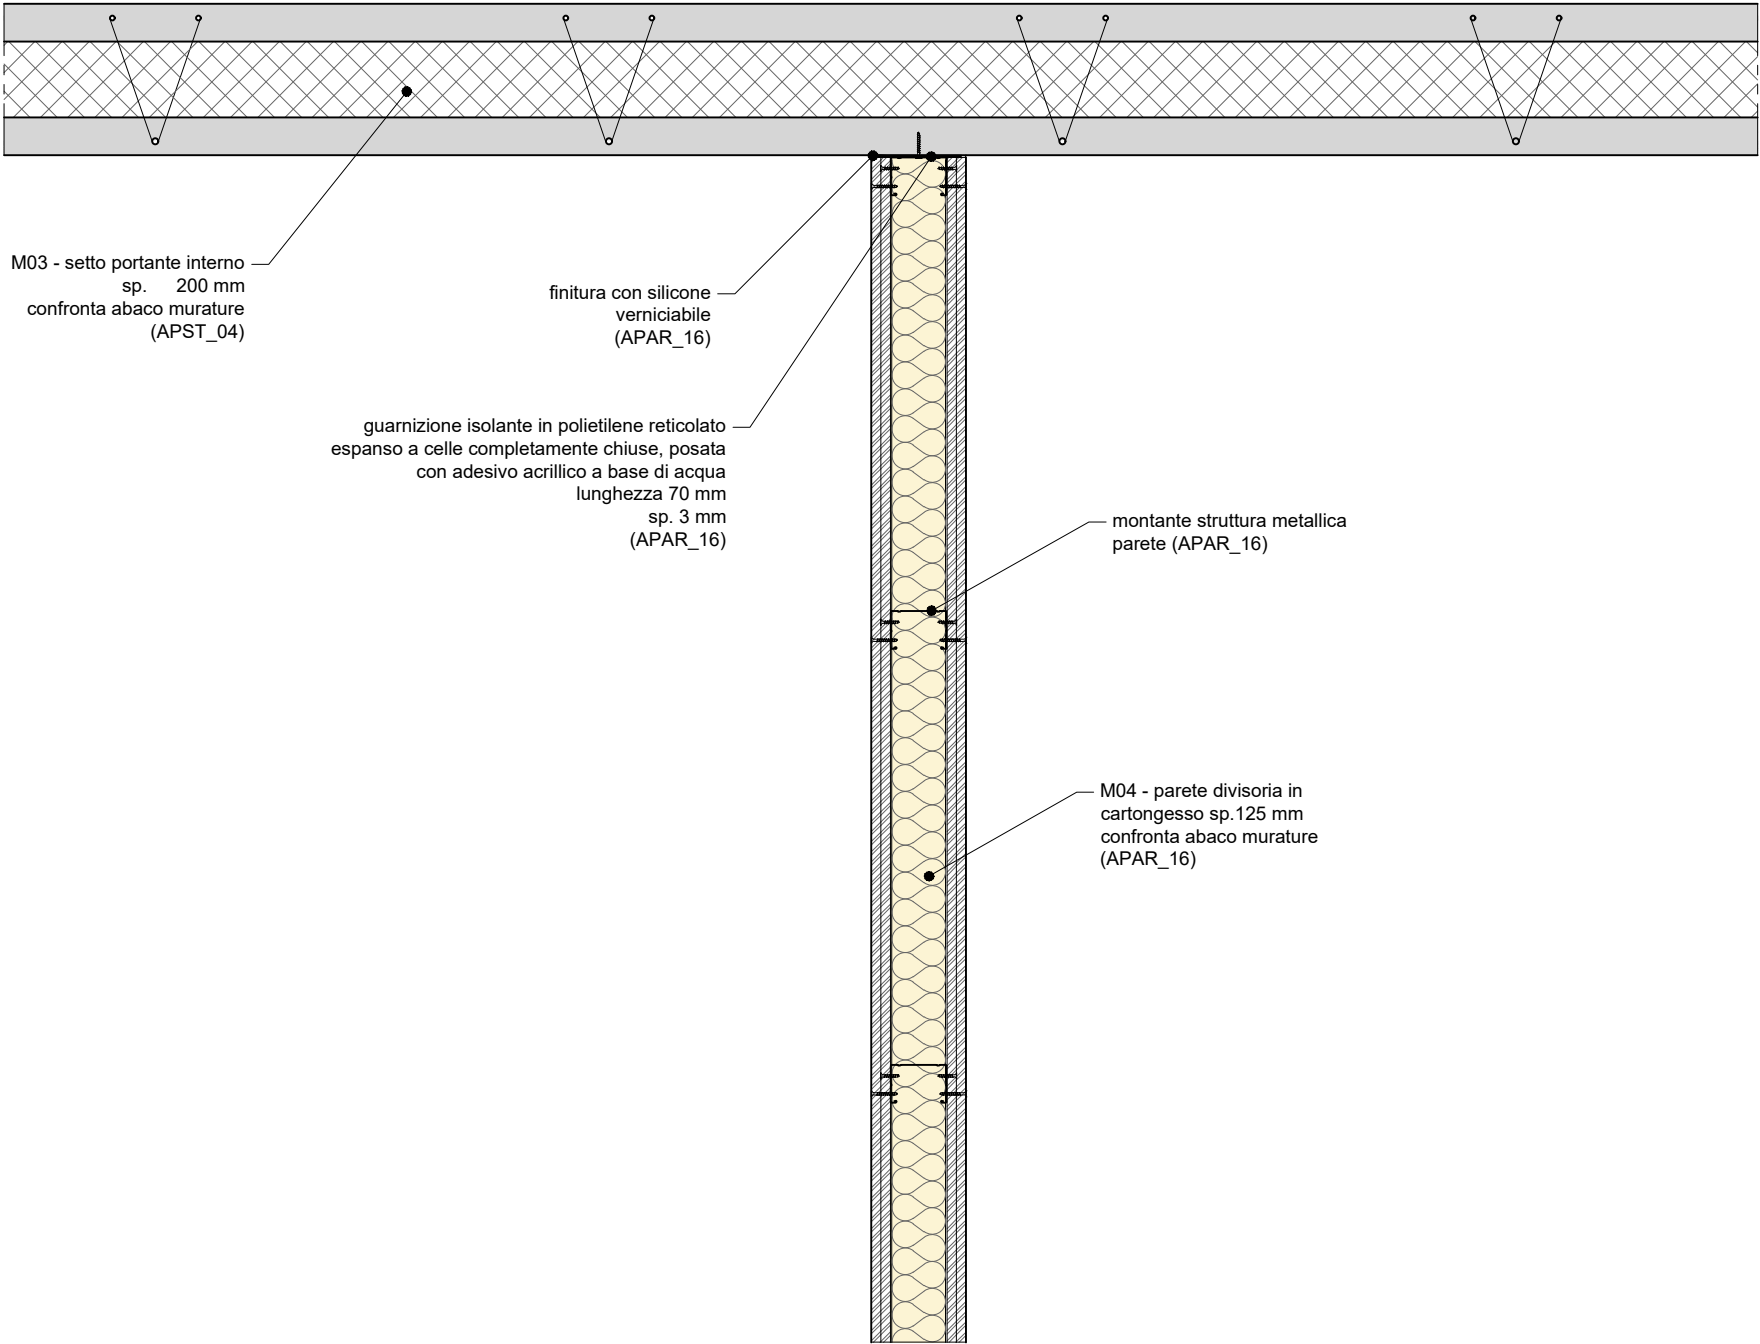 M03 - setto portante interno
sp. 200 mm
confronta abaco murature
(APST_04)
finitura con silicone
verniciabile
(APAR_16)
guarnizione isolante in polietilene reticolato
espanso a celle completamente chiuse, posata
con adesivo acrillico a base di acqua
lunghezza 70 mm
sp. 3 mm
(APAR_16)
montante struttura metallica
parete (APAR_16)
M04 - parete divisoria in
cartongesso sp.125 mm
confronta abaco murature
(APAR_16)